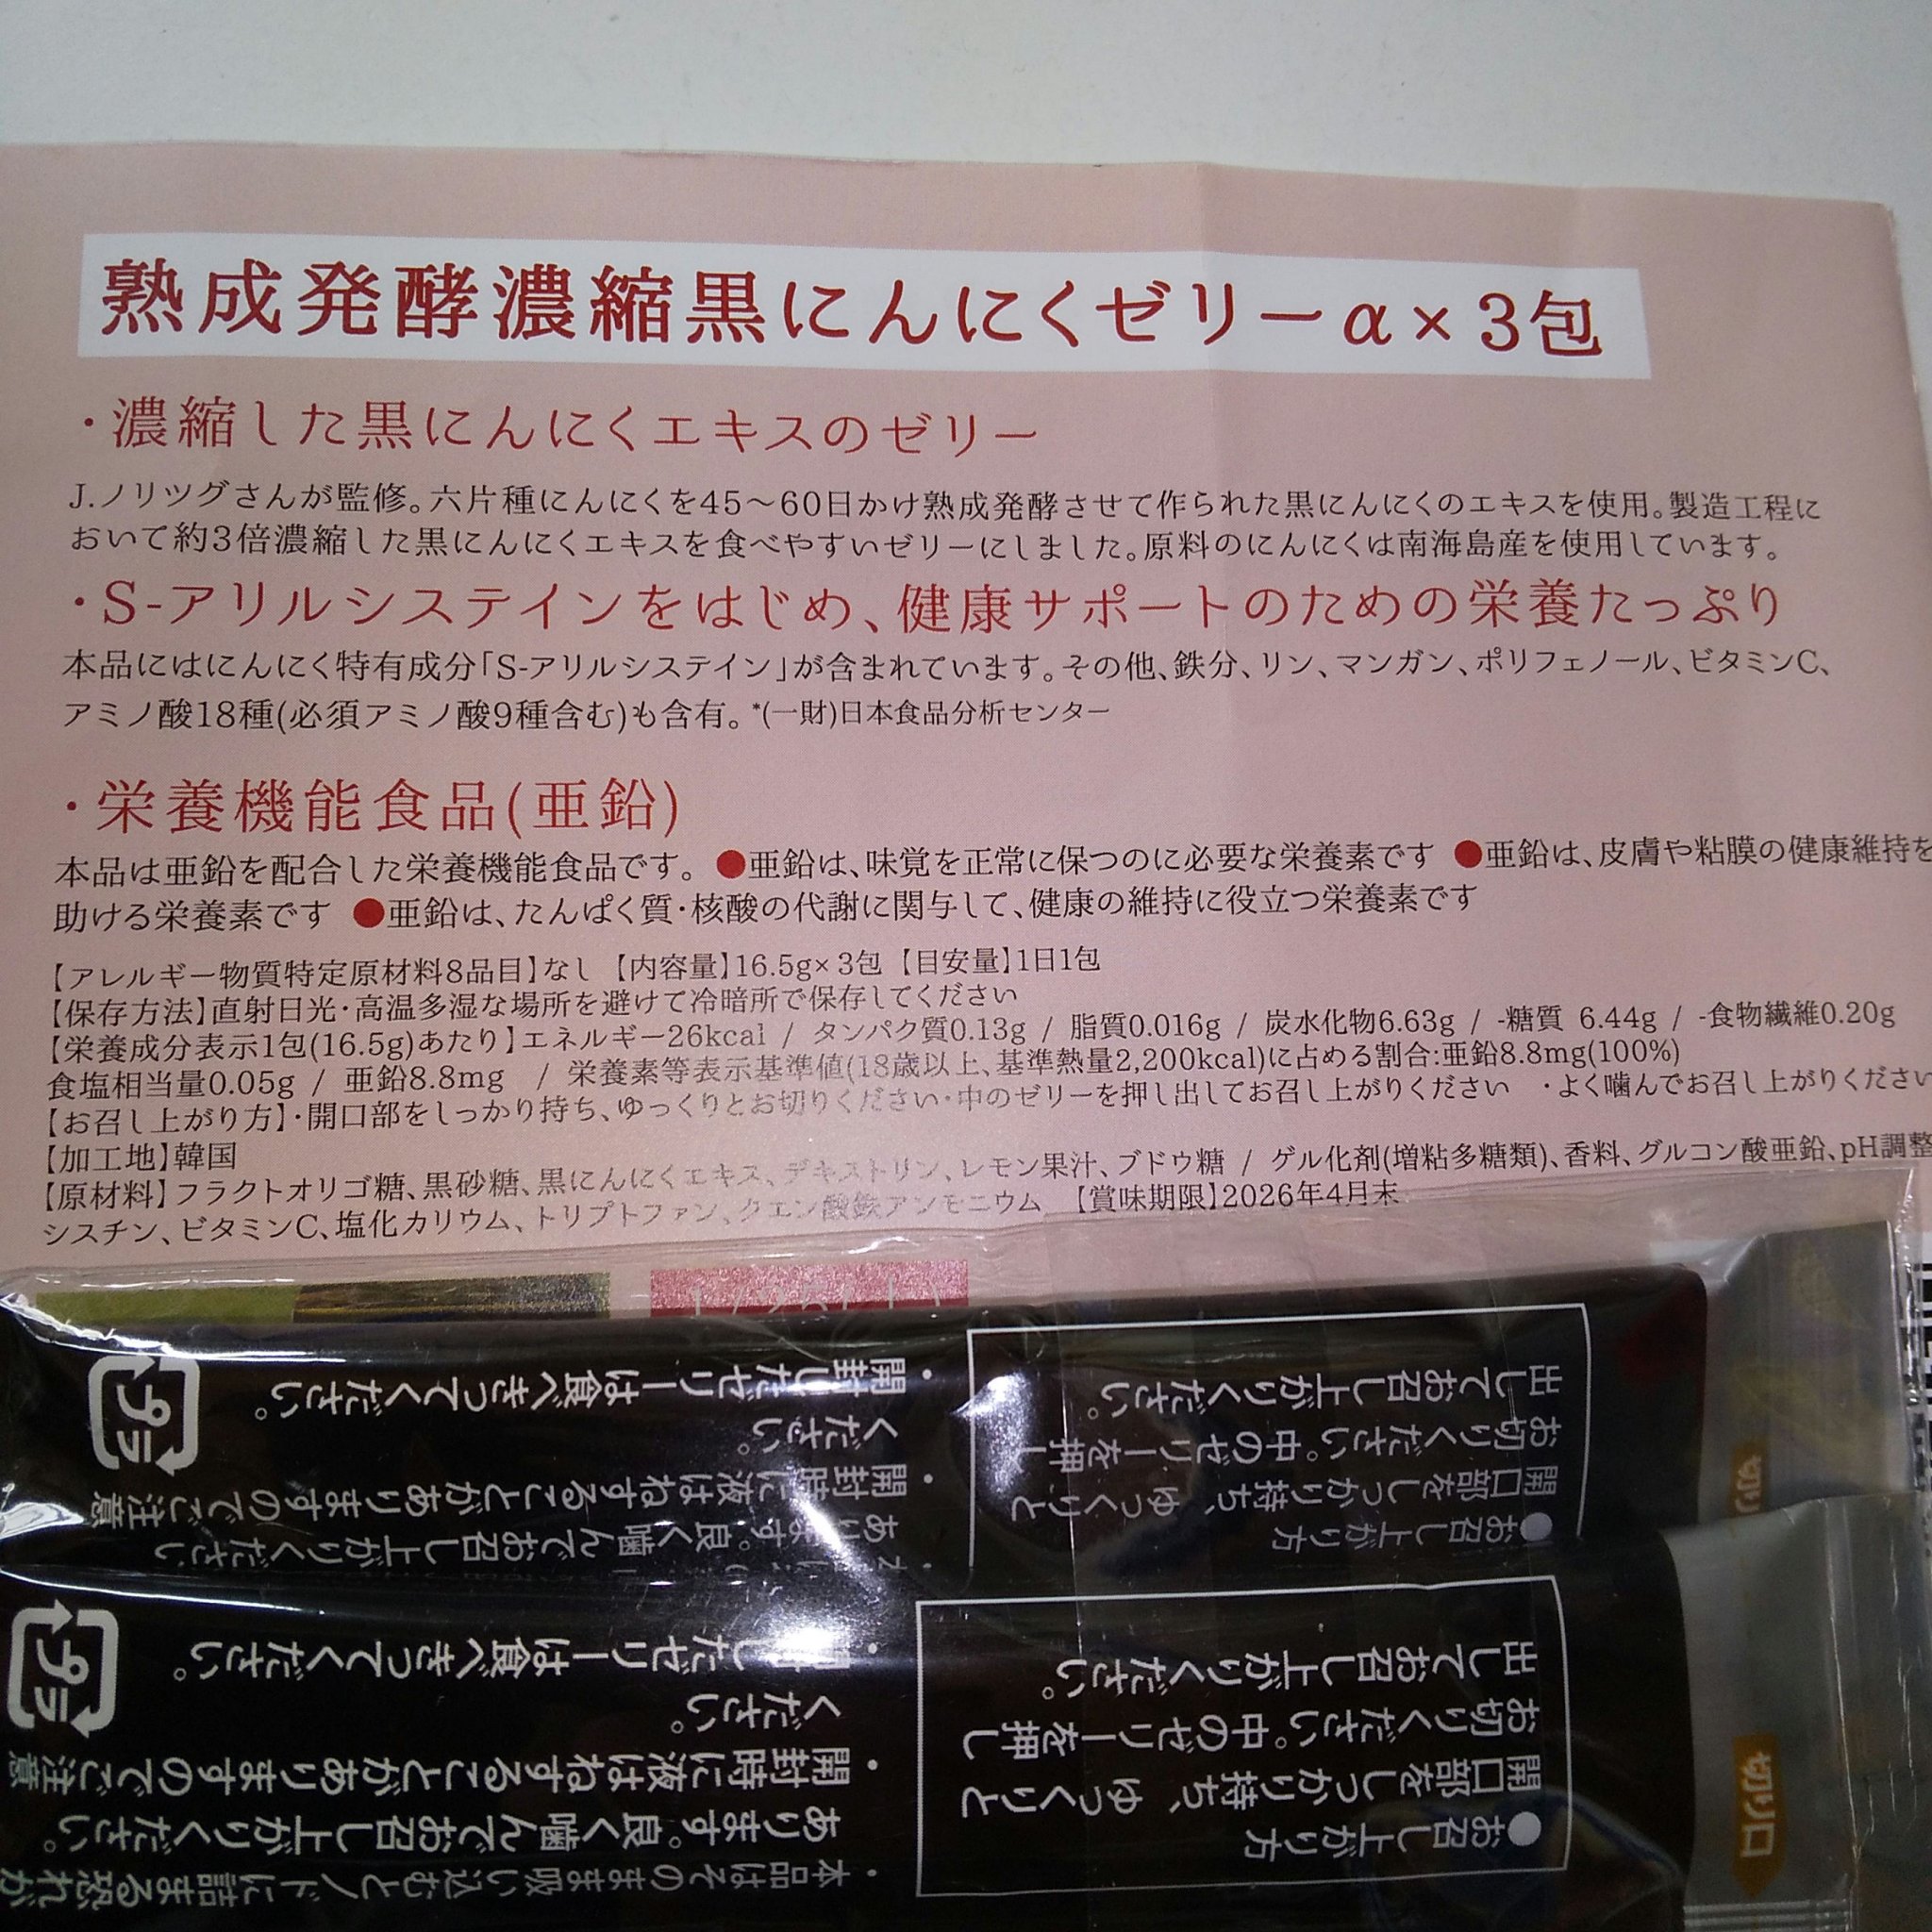 熟成発酵濃縮黒にんにくゼリーα×3包
・濃縮した黒にんにくエキスのゼリー
J.ノリツグさんが監修。六片種にんにくを45〜60日かけ熟成発酵させて作られた黒にんにくのエキスを使用。製造工程に
おいて約3倍濃縮した黒にんにくエキスを食べやすいゼリーにしました。原料のにんにくは南海島産を使用しています。
・S-アリルシステインをはじめ、健康サポートのための栄養たっぷり
本品にはにんにく特有成分「S-アリルシステイン」が含まれています。その他、鉄分、リン、マンガン、ポリフェノール、ビタミンC、
アミノ酸18種(必須アミノ酸9種含む)も含有。*(一財)日本食品分析センター
・栄養機能食品(亜鉛)
本品は亜鉛を配合した栄養機能食品です。 ●亜鉛は、味覚を正常に保つのに必要な栄養素です ●亜鉛は、皮膚や粘膜の健康維持を
助ける栄養素です ●亜鉛は、たんぱく質・核酸の代謝に関与して、健康の維持に役立つ栄養素です
【アレルギー物質特定原材料8品目】なし 【内容量】16.5g×3包 【目安量】1日1包
【保存方法】直射日光・高温多湿な場所を避けて冷暗所で保存してください
【栄養成分表示1包(16.5g)あたり】エネルギー26kcal / タンパク質0.13g / 脂質0.016g / 炭水化物6.63g / -糖質 6.44g / -食物繊維0.20g
食塩相当量0.05g / 亜鉛8.8mg / 栄養素等表示基準値(18歳以上、基準熱量2,200kcal)に占める割合:亜鉛8.8mg(100%)
【お召し上がり方】・開口部をしっかり持ち、ゆっくりとお切りください・中のゼリーを押し出してお召し上がりください ・よく噛んでお召し上がりください
【加工地】韓国
【原材料】フラクトオリゴ糖、黒砂糖、黒にんにくエキス、デキストリン、レモン果汁、ブドウ糖 / ゲル化剤(増粘多糖類)、香料、グルコン酸亜鉛、pH調整
シスチン、ビタミンC、塩化カリウム、トリプトファン、クエン酸鉄アンモニウム 【賞味期限】2026年4月末
●お召し上がり方
開口部をしっかり持ち、ゆっくりと
お切りください。中のゼリーを押し
出してお召し上がりください。
あります。良く噛んでお召し上がりください
・開封時に液はねすることがありますのでご注意
ください。
・開封したゼリーは食べきってください。
プラ
切り
●お召し上がり方
開口部をしっかり持ち、ゆっくりと
お切りください。中のゼリーを押し
出してお召し上がりください。
・本品はそのまま吸い込むとノドに詰まる恐れが
あります。良く噛んでお召し上がりください。
・開封時に液はねすることがありますのでご注意
ください。
したゼリーは食べきってください。
プラ
切り口